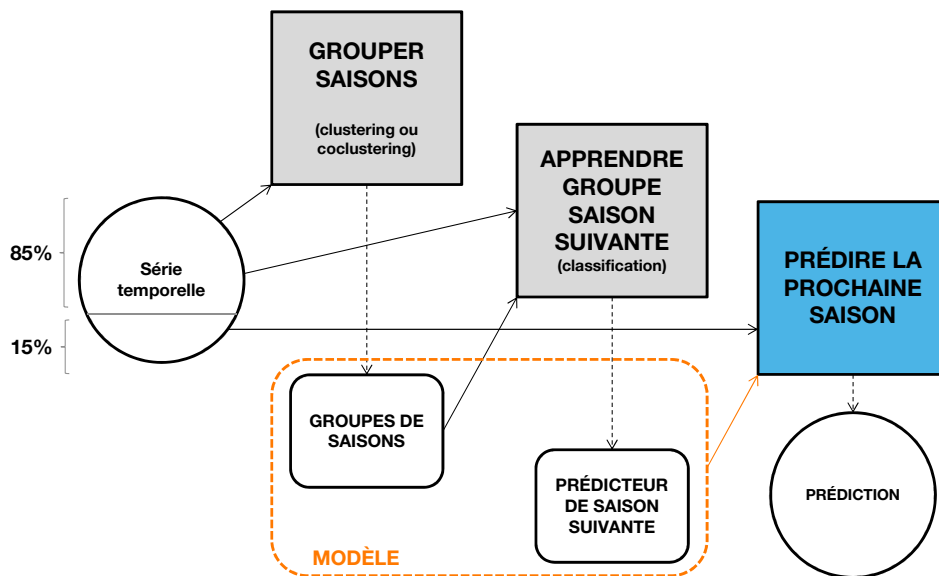 GROUPER
SAISONS
(clustering ou
coclustering)
APPRENDRE
GROUPE
SAISON
SUIVANTE
(classification)
PRÉDIRE LA
PROCHAINE
SAISON
85%
Série
temporelle
15%
GROUPES DE
SAISONS
PRÉDICTEUR
DE SAISON
SUIVANTE
PRÉDICTION
MODÈLE